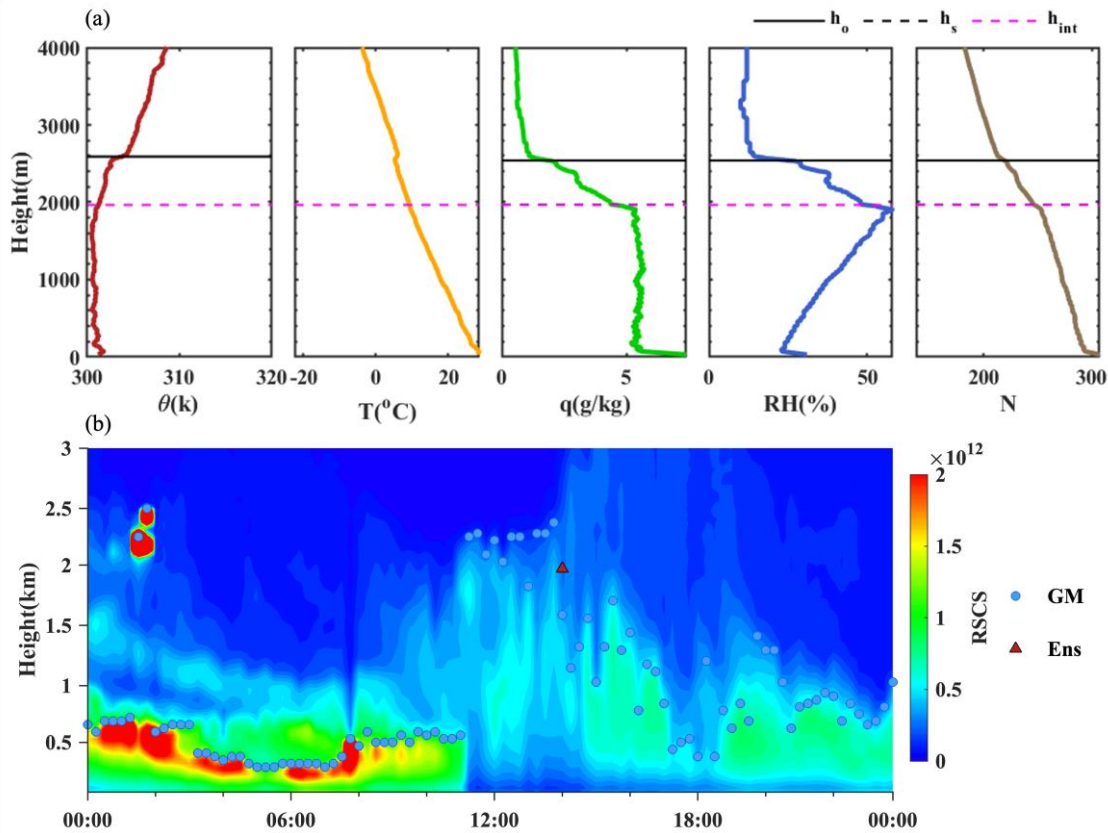 (a)
h_o h_s h_int
4000
3000
2000
1000
0
Height(m)
300 310 320
θ(k)
-20 0 20
T(°C)
0 5
q(g/kg)
0 50
RH(%)
200 300
N
(b)
3
2.5
2
1.5
1
0.5
Height(km)
00:00 06:00 12:00 18:00 00:00
×10¹²
2
1.5
1
0.5
0
RSCS
GM
Ens